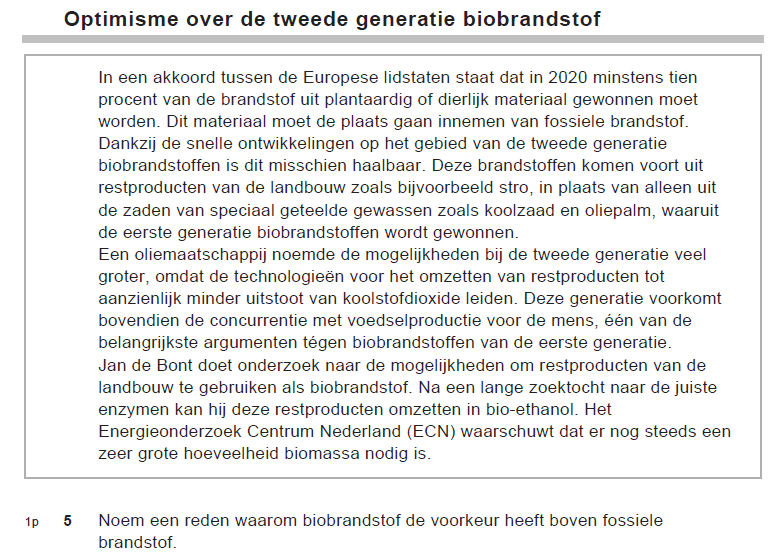 Optimisme over de tweede generatie biobrandstof
In een akkoord tussen de Europese lidstaten staat dat in 2020 minstens tien
procent van de brandstof uit plantaardig of dierlijk materiaal gewonnen moet
worden. Dit materiaal moet de plaats gaan innemen van fossiele brandstof.
Dankzij de snelle ontwikkelingen op het gebied van de tweede generatie
biobrandstoffen is dit misschien haalbaar. Deze brandstoffen komen voort uit
restproducten van de landbouw zoals bijvoorbeeld stro, in plaats van alleen uit
de zaden van speciaal geteelde gewassen zoals koolzaad en oliepalm, waaruit
de eerste generatie biobrandstoffen wordt gewonnen.
Een oliemaatschappij noemde de mogelijkheden bij de tweede generatie veel
groter, omdat de technologieën voor het omzetten van restproducten tot
aanzienlijk minder uitstoot van koolstofdioxide leiden. Deze generatie voorkomt
bovendien de concurrentie met voedselproductie voor de mens, één van de
belangrijkste argumenten tégen biobrandstoffen van de eerste generatie.
Jan de Bont doet onderzoek naar de mogelijkheden om restproducten van de
landbouw te gebruiken als biobrandstof. Na een lange zoektocht naar de juiste
enzymen kan hij deze restproducten omzetten in bio-ethanol. Het
Energieonderzoek Centrum Nederland (ECN) waarschuwt dat er nog steeds een
zeer grote hoeveelheid biomassa nodig is.
1p 5 Noem een reden waarom biobrandstof de voorkeur heeft boven fossiele
brandstof.